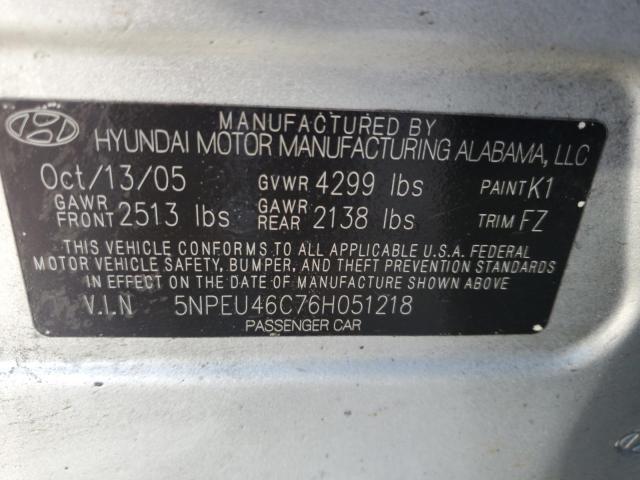 MANUFACTURED BY
HYUNDAI MOTOR MANUFACTURING ALABAMA, LLC
Oct/13/05 GVWR 4299 lbs PAINT K1
GAWR FRONT 2513 lbs GAWR REAR 2138 lbs TRIM FZ
THIS VEHICLE CONFORMS TO ALL APPLICABLE U.S.A. FEDERAL
MOTOR VEHICLE SAFETY, BUMPER, AND THEFT PREVENTION STANDARDS
IN EFFECT ON THE DATE OF MANUFACTURE SHOWN ABOVE
V.I.N 5NPEU46C76H051218
PASSENGER CAR